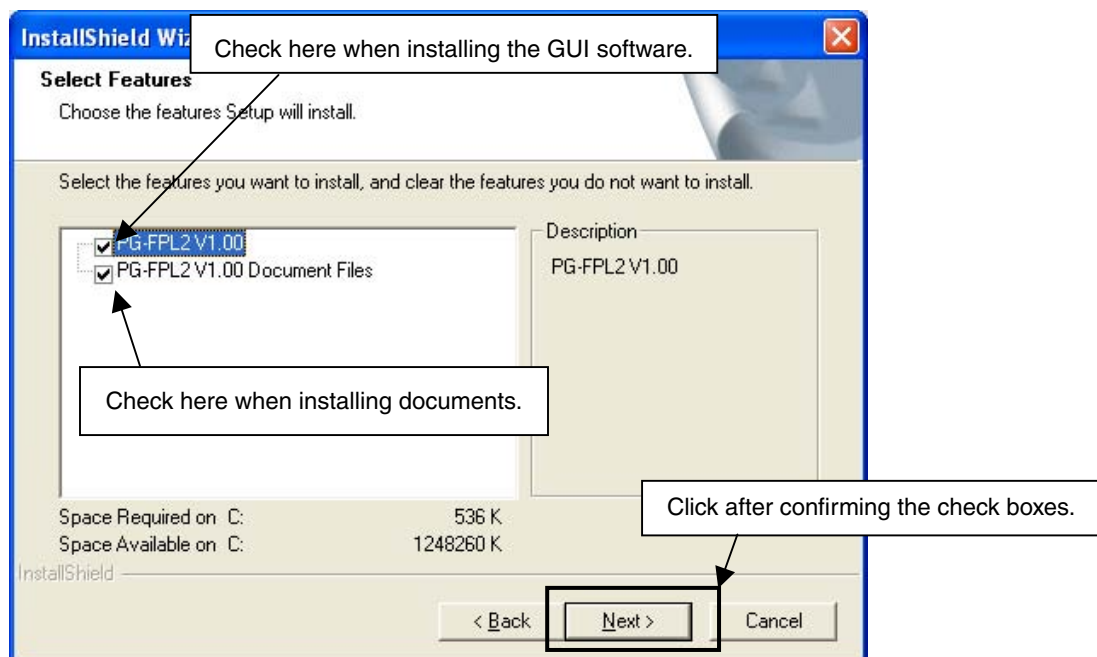 InstallShield Wiz
Check here when installing the GUI software.
Select Features
Choose the features Setup will install.
Select the features you want to install, and clear the features you do not want to install.
PG-FPL2 V1.00
PG-FPL2 V1.00 Document Files
Description
PG-FPL2 V1.00
Check here when installing documents.
Click after confirming the check boxes.
Space Required on C: 536 K
Space Available on C: 1248260 K
InstallShield
< Back
Next >
Cancel